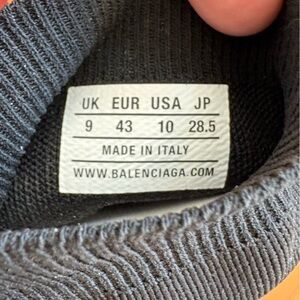 UK EUR USA JP
9 43 10 28.5
MADE IN ITALY
WWW.BALENCIAGA.COM